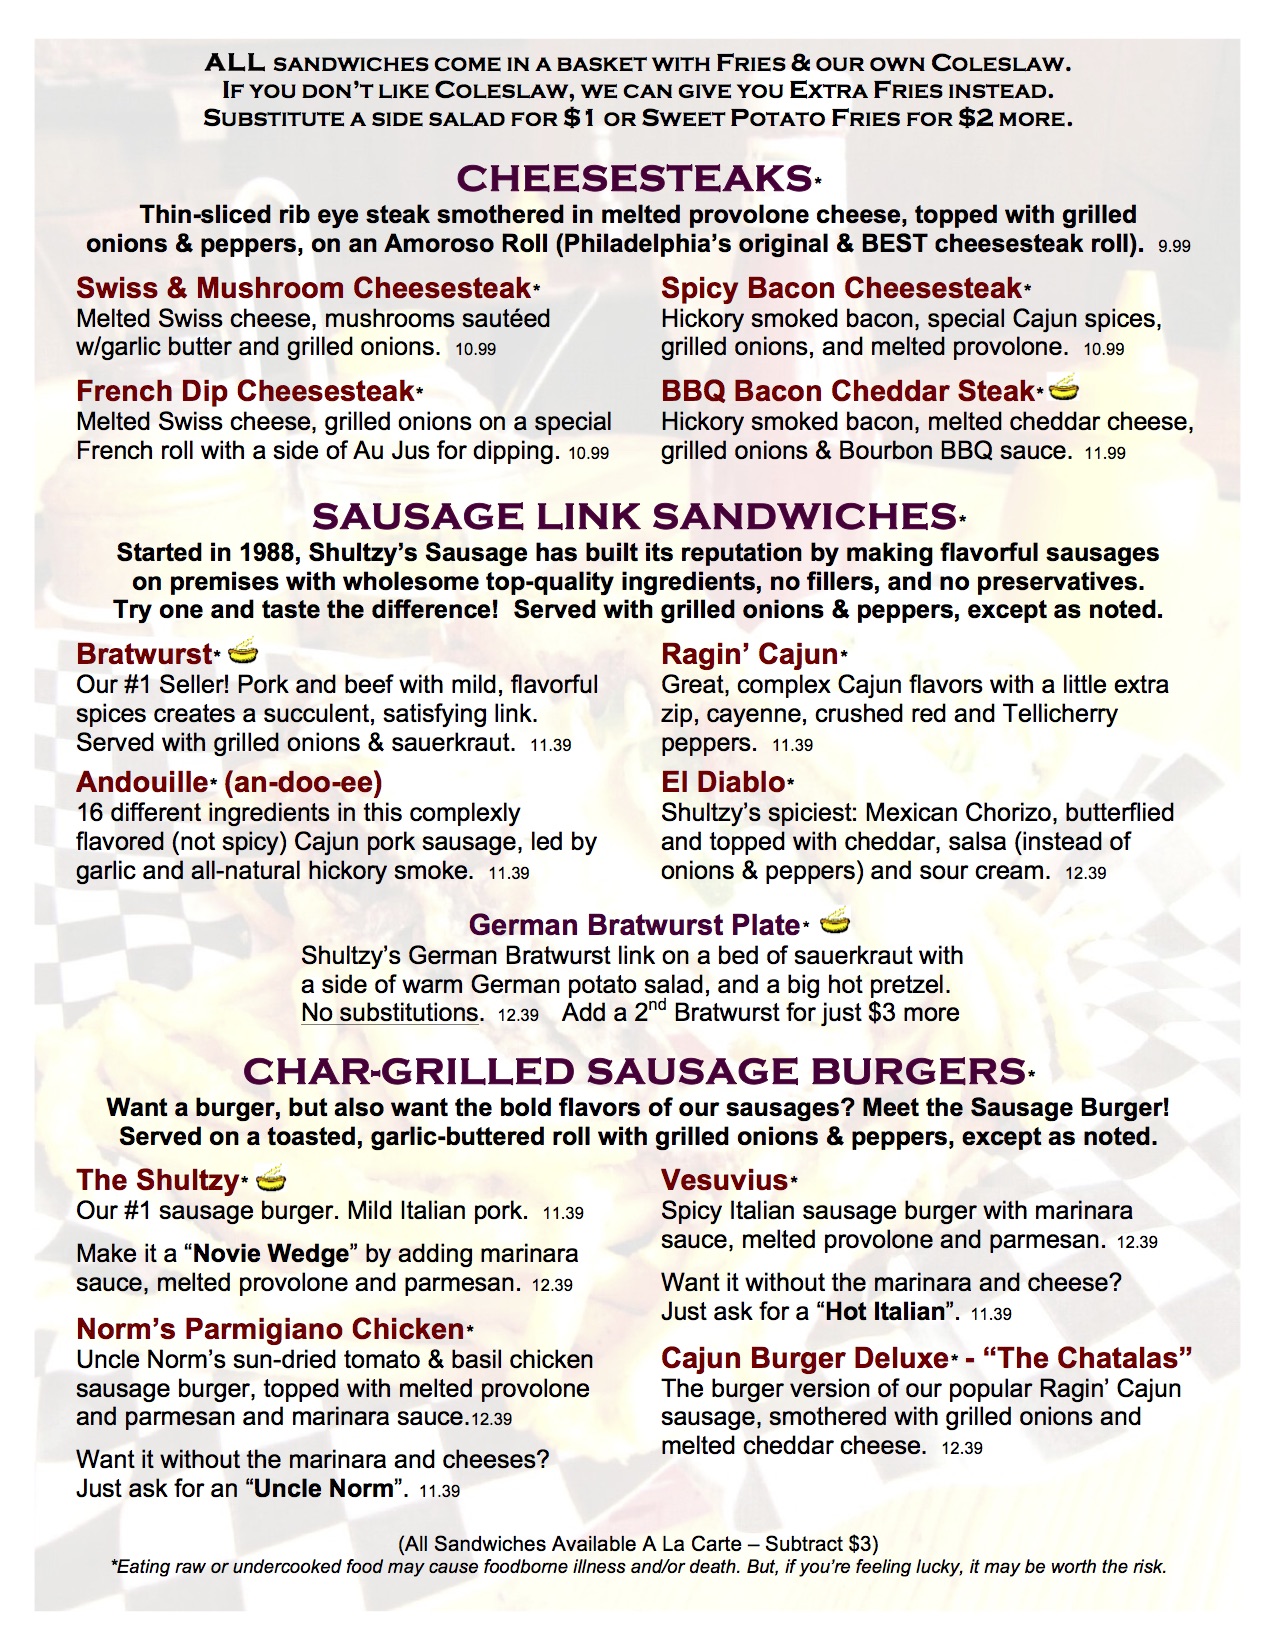 ALL SANDWICHES COME IN A BASKET WITH FRIES & OUR OWN COLESLAW.
IF YOU DON'T LIKE COLESLAW, WE CAN GIVE YOU EXTRA FRIES INSTEAD.
SUBSTITUTE A SIDE SALAD FOR $1 OR SWEET POTATO FRIES FOR $2 MORE.
CHEESESTEAKS*
Thin-sliced rib eye steak smothered in melted provolone cheese, topped with grilled
onions & peppers, on an Amoroso Roll (Philadelphia's original & BEST cheesesteak roll). 9.99
Swiss & Mushroom Cheesesteak*
Melted Swiss cheese, mushrooms sautéed
w/garlic butter and grilled onions. 10.99
French Dip Cheesesteak*
Melted Swiss cheese, grilled onions on a special
French roll with a side of Au Jus for dipping. 10.99
Spicy Bacon Cheesesteak*
Hickory smoked bacon, special Cajun spices,
grilled onions, and melted provolone. 10.99
BBQ Bacon Cheddar Steak*
Hickory smoked bacon, melted cheddar cheese,
grilled onions & Bourbon BBQ sauce. 11.99
SAUSAGE LINK SANDWICHES*
Started in 1988, Shultzy's Sausage has built its reputation by making flavorful sausages
on premises with wholesome top-quality ingredients, no fillers, and no preservatives.
Try one and taste the difference! Served with grilled onions & peppers, except as noted.
Bratwurst*
Our #1 Seller! Pork and beef with mild, flavorful
spices creates a succulent, satisfying link.
Served with grilled onions & sauerkraut. 11.39
Andouille* (an-doo-ee)
16 different ingredients in this complexly
flavored (not spicy) Cajun pork sausage, led by
garlic and all-natural hickory smoke. 11.39
Ragin' Cajun*
Great, complex Cajun flavors with a little extra
zip, cayenne, crushed red and Tellicherry
peppers. 11.39
El Diablo*
Shultzy's spiciest: Mexican Chorizo, butterflied
and topped with cheddar, salsa (instead of
onions & peppers) and sour cream. 12.39
German Bratwurst Plate*
Shultzy's German Bratwurst link on a bed of sauerkraut with
a side of warm German potato salad, and a big hot pretzel.
No substitutions. 12.39 Add a 2nd Bratwurst for just $3 more
CHAR-GRILLED SAUSAGE BURGERS*
Want a burger, but also want the bold flavors of our sausages? Meet the Sausage Burger!
Served on a toasted, garlic-buttered roll with grilled onions & peppers, except as noted.
The Shultzy*
Our #1 sausage burger. Mild Italian pork. 11.39
Make it a “Novie Wedge” by adding marinara
sauce, melted provolone and parmesan. 12.39
Norm's Parmigiano Chicken*
Uncle Norm's sun-dried tomato & basil chicken
sausage burger, topped with melted provolone
and parmesan and marinara sauce.12.39
Want it without the marinara and cheeses?
Just ask for an “Uncle Norm”. 11.39
Vesuvius*
Spicy Italian sausage burger with marinara
sauce, melted provolone and parmesan. 12.39
Want it without the marinara and cheese?
Just ask for a “Hot Italian”. 11.39
Cajun Burger Deluxe* - “The Chatalas”
The burger version of our popular Ragin' Cajun
sausage, smothered with grilled onions and
melted cheddar cheese. 12.39
(All Sandwiches Available A La Carte – Subtract $3)
*Eating raw or undercooked food may cause foodborne illness and/or death. But, if you're feeling lucky, it may be worth the risk.